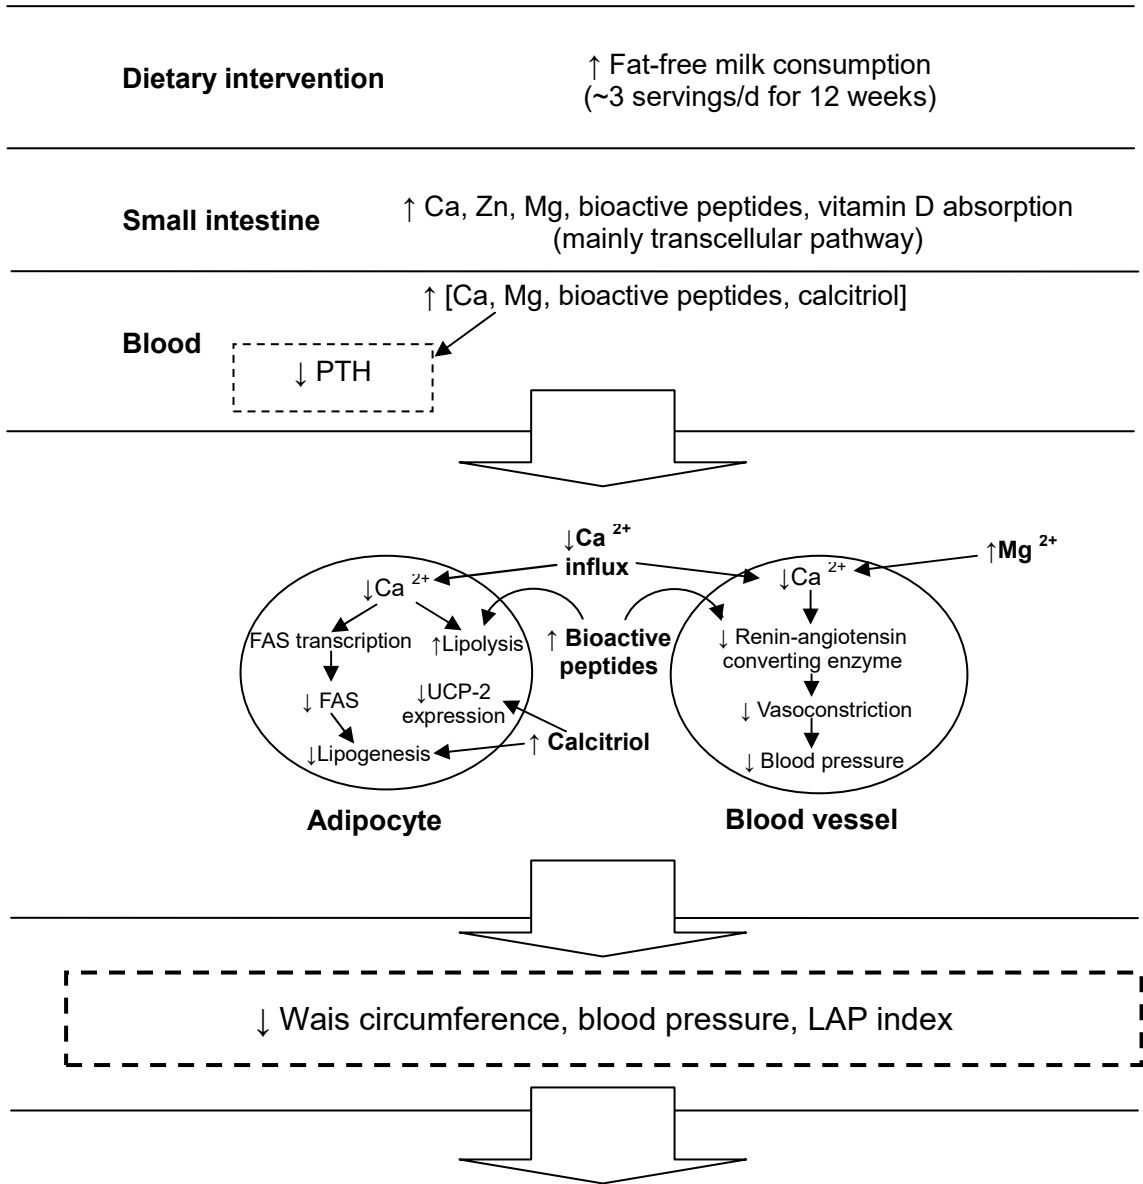 Dietary intervention
↑ Fat-free milk consumption
(~3 servings/d for 12 weeks)
Small intestine
↑ Ca, Zn, Mg, bioactive peptides, vitamin D absorption
(mainly transcellular pathway)
↑ [Ca, Mg, bioactive peptides, calcitriol]
Blood
↓ PTH
↓Ca 2+
influx
↑Mg 2+
↓Ca 2+
FAS transcription
↑Lipolysis
↓ FAS
↓UCP-2
expression
↓Lipogenesis
↑ Bioactive
peptides
↑ Calcitriol
↓Ca 2+
↓ Renin-angiotensin
converting enzyme
↓ Vasoconstriction
↓ Blood pressure
Adipocyte
Blood vessel
↓ Wais circumference, blood pressure, LAP index